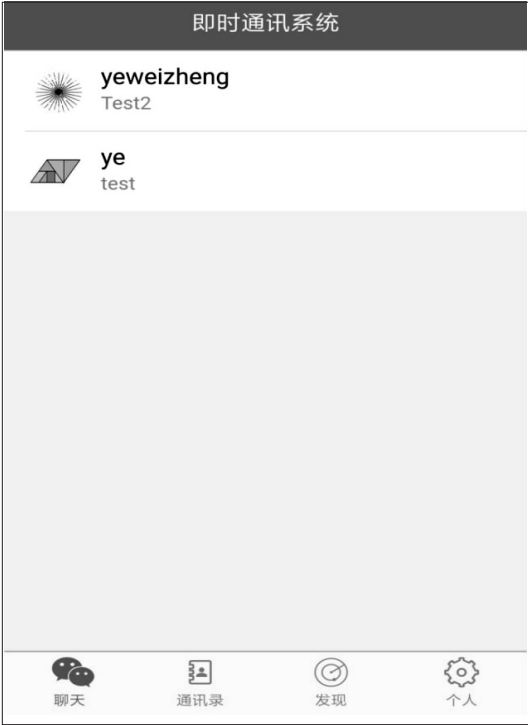 即时通讯系统
yeweizheng
Test2
ye
test
聊天 通讯录 发现 个人